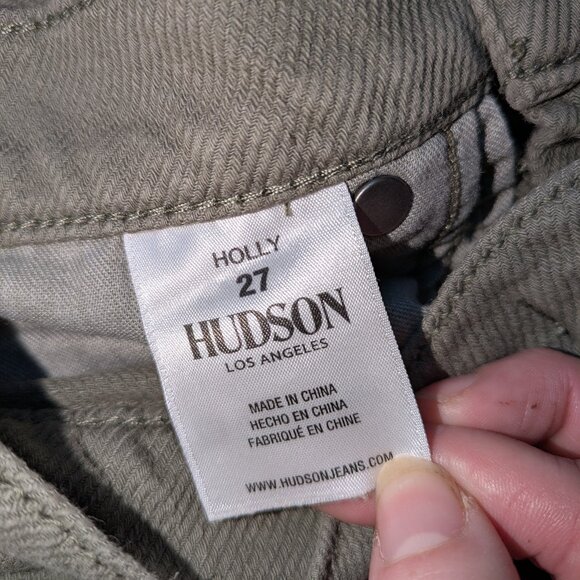 HOLLY
27
HUDSON
LOS ANGELES
MADE IN CHINA
HECHO EN CHINA
FABRIQUÉ EN CHINE
WWW.HUDSONJEANS.COM